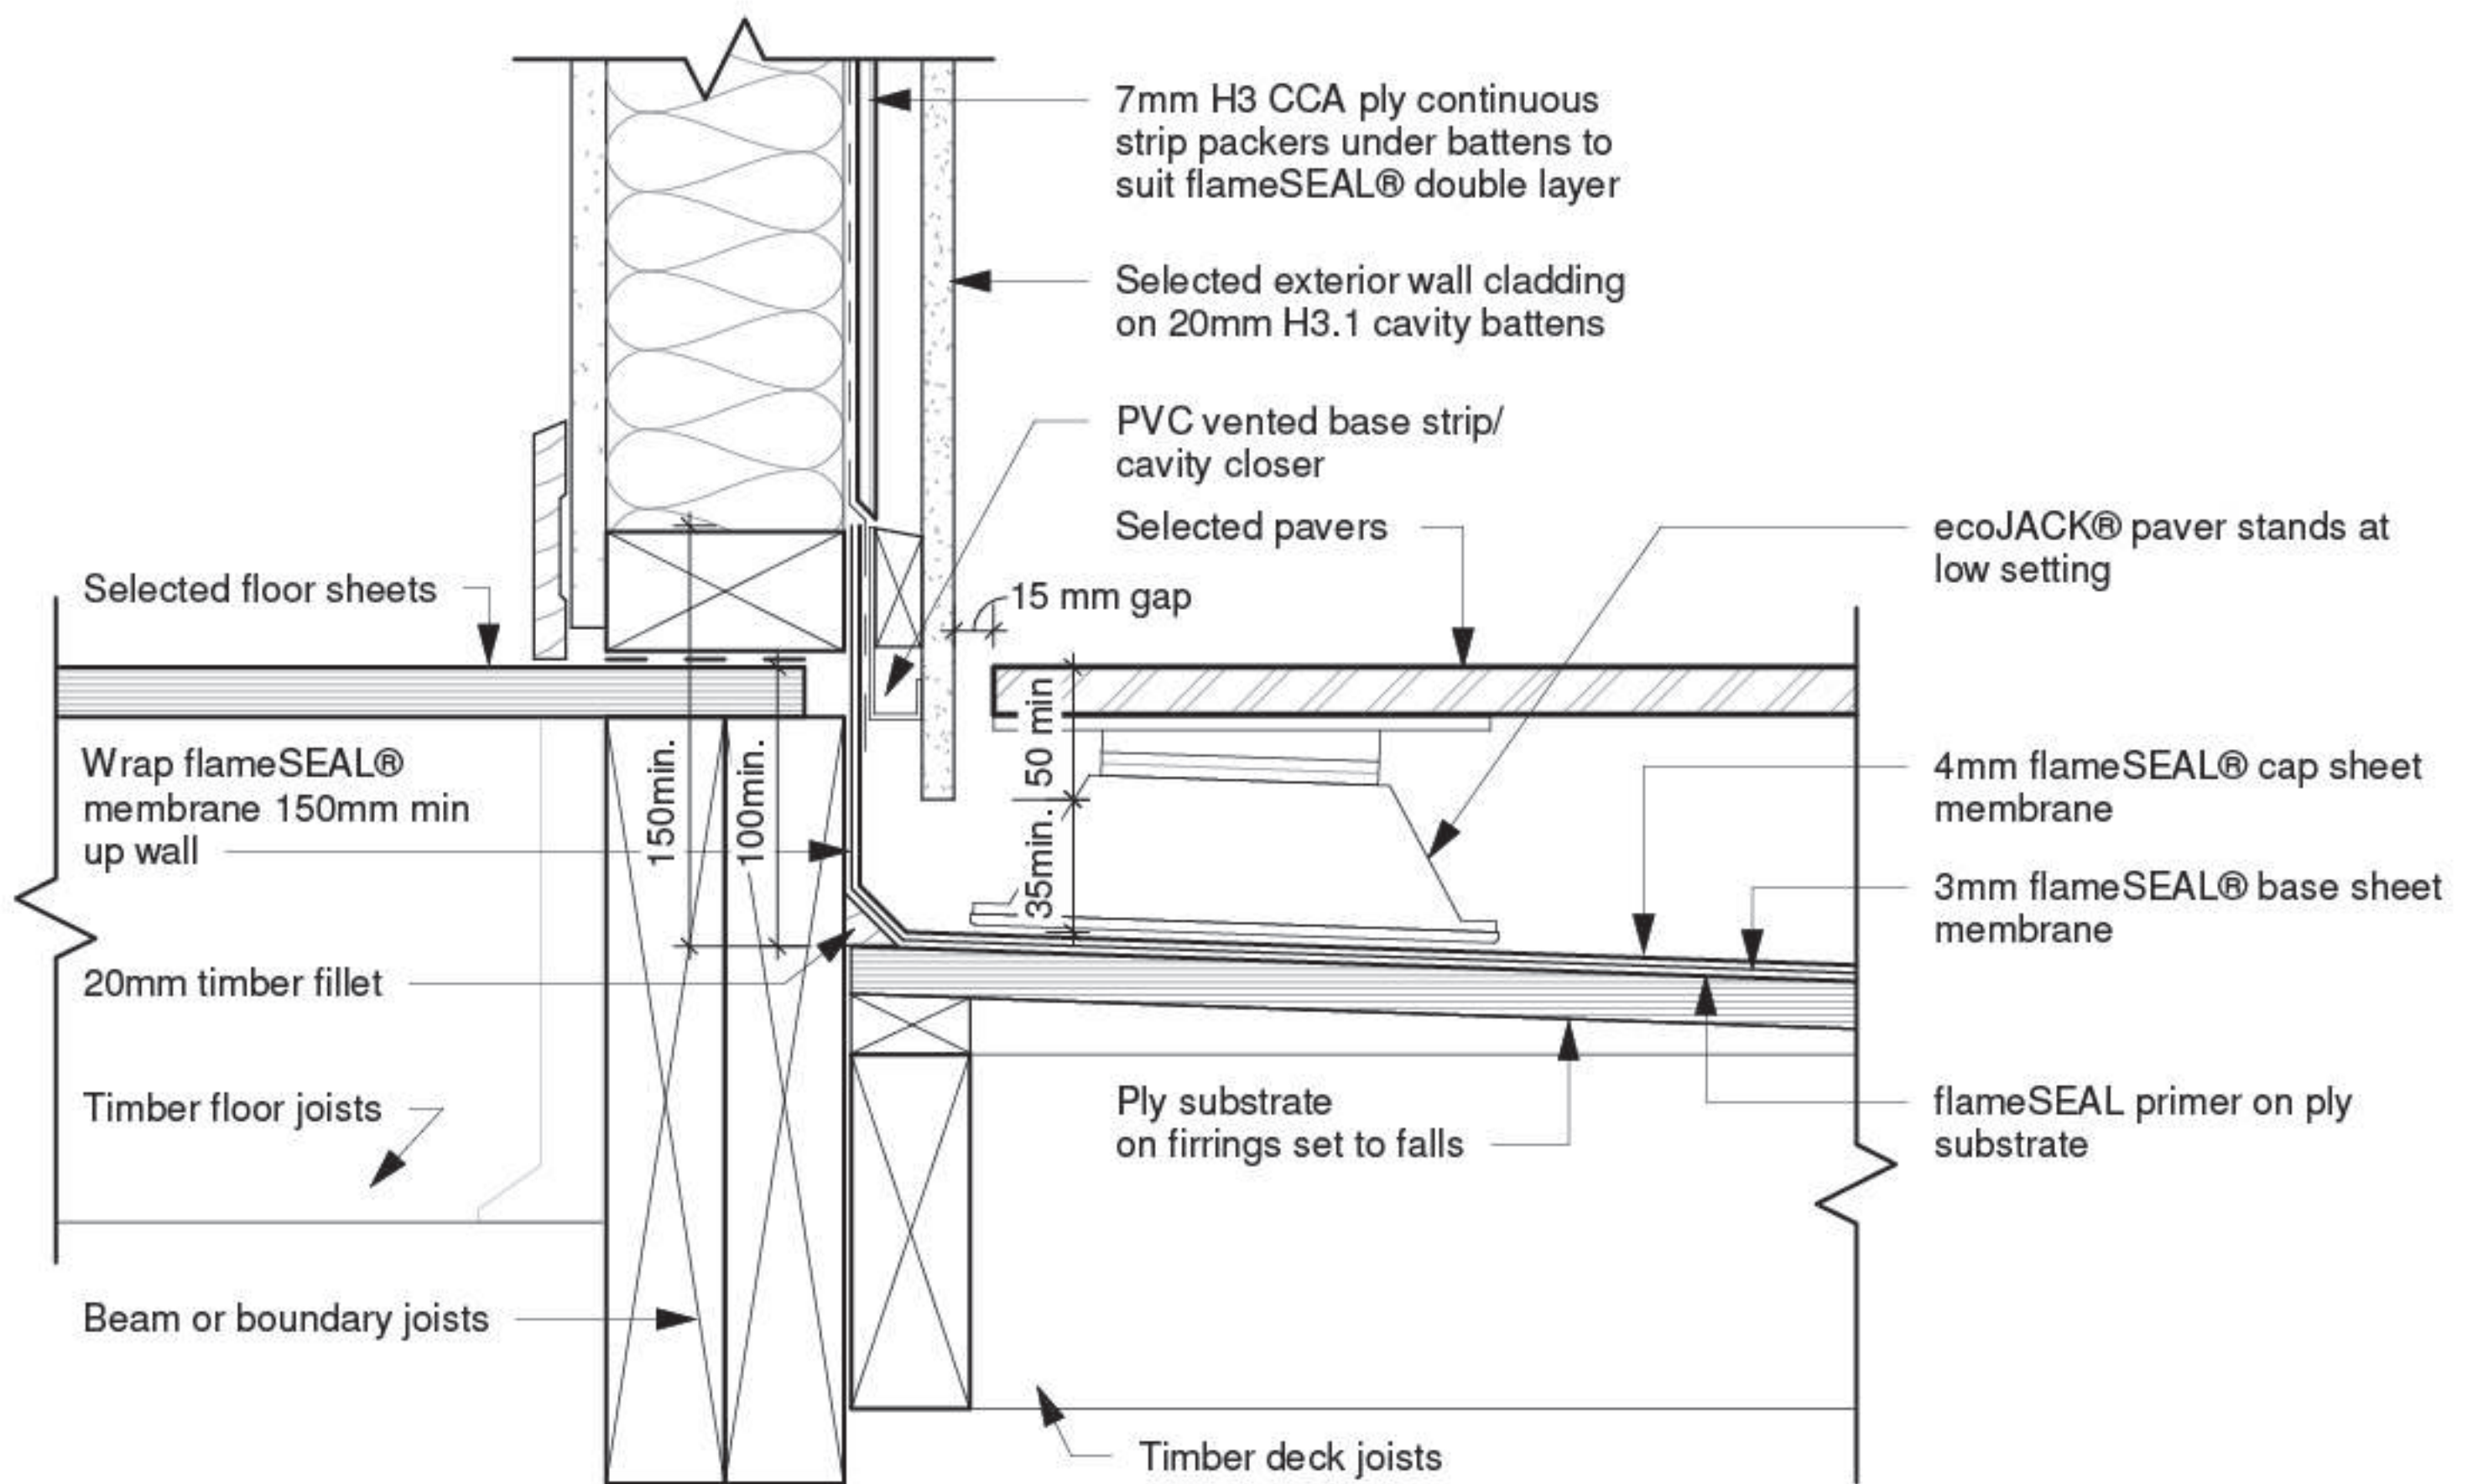 7mm H3 CCA ply continuous
strip packers under battens to
suit flameSEAL® double layer
Selected exterior wall cladding
on 20mm H3.1 cavity battens
PVC vented base strip/
cavity closer
Selected pavers
ecoJACK® paver stands at
low setting
Selected floor sheets
15 mm gap
Wrap flameSEAL®
membrane 150mm min
up wall
150min.
100min.
50 min
35min.
4mm flameSEAL® cap sheet
membrane
3mm flameSEAL® base sheet
membrane
20mm timber fillet
Timber floor joists
Ply substrate
on firrings set to falls
flameSEAL primer on ply
substrate
Beam or boundary joists
Timber deck joists